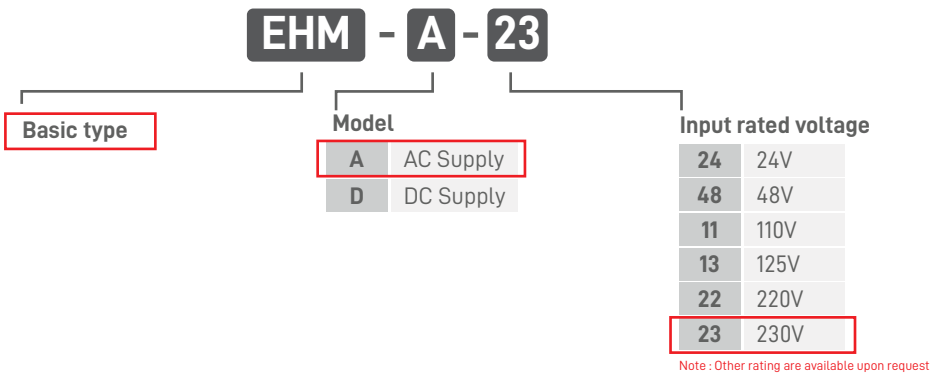 EHM - A - 23
Basic type
Model
A AC Supply
D DC Supply
Input rated voltage
24 24V
48 48V
11 110V
13 125V
22 220V
23 230V
Note : Other rating are available upon request